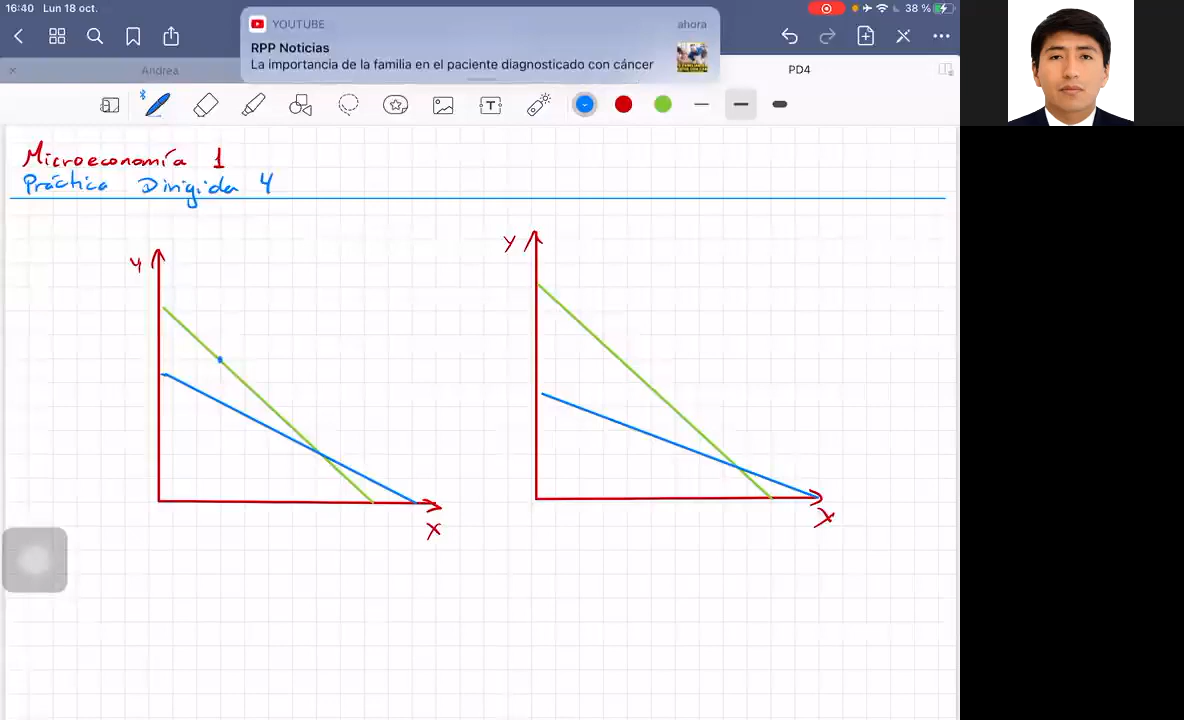 16:40 Lun 18 oct.
38 %
YOUTUBE
ahora
RPP Noticias
La importancia de la familia en el paciente diagnosticado con cáncer
Andrea
PD4
T
Microeconomía 1
Práctica Dirigida 4
y
x
y
x